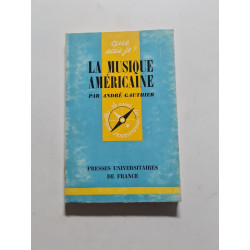 QUE
SAIS-JE ?
LA MUSIQUE
AMÉRICAINE
PAR ANDRÉ GAUTHIER
PRESSES UNIVERSITAIRES
DE FRANCE